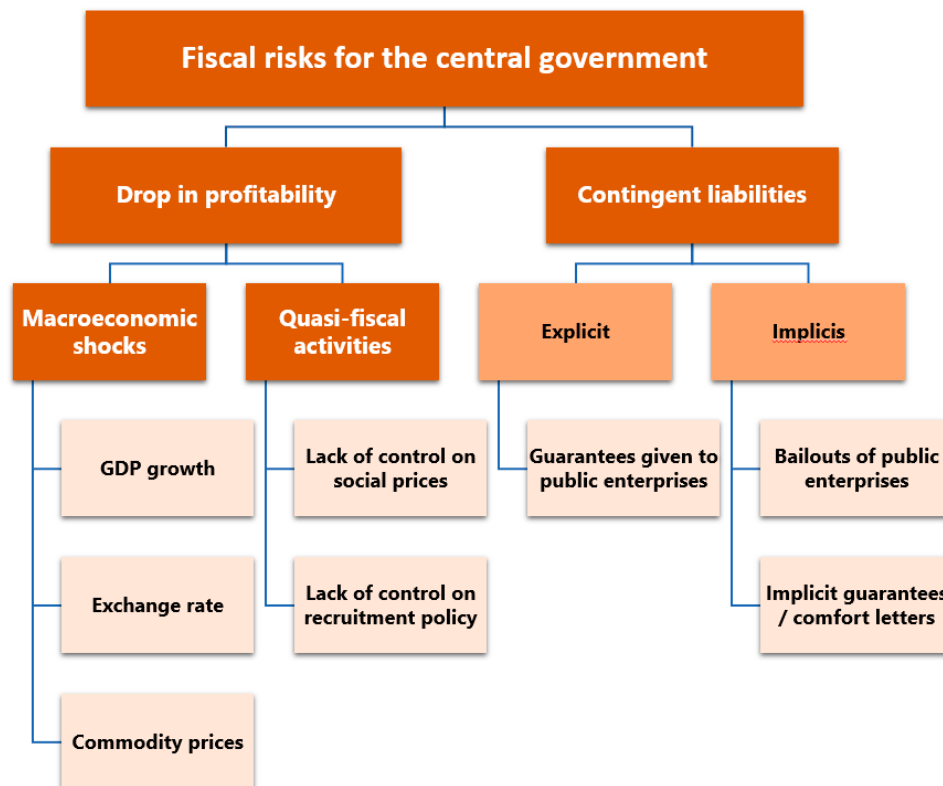 Fiscal risks for the central government
Drop in profitability
Contingent liabilities
Macroeconomic
shocks
Quasi-fiscal
activities
Explicit
Implicis
GDP growth
Lack of control on
social prices
Guarantees given to
public enterprises
Bailouts of public
enterprises
Exchange rate
Lack of control on
recruitment policy
Implicit guarantees
/ comfort letters
Commodity prices